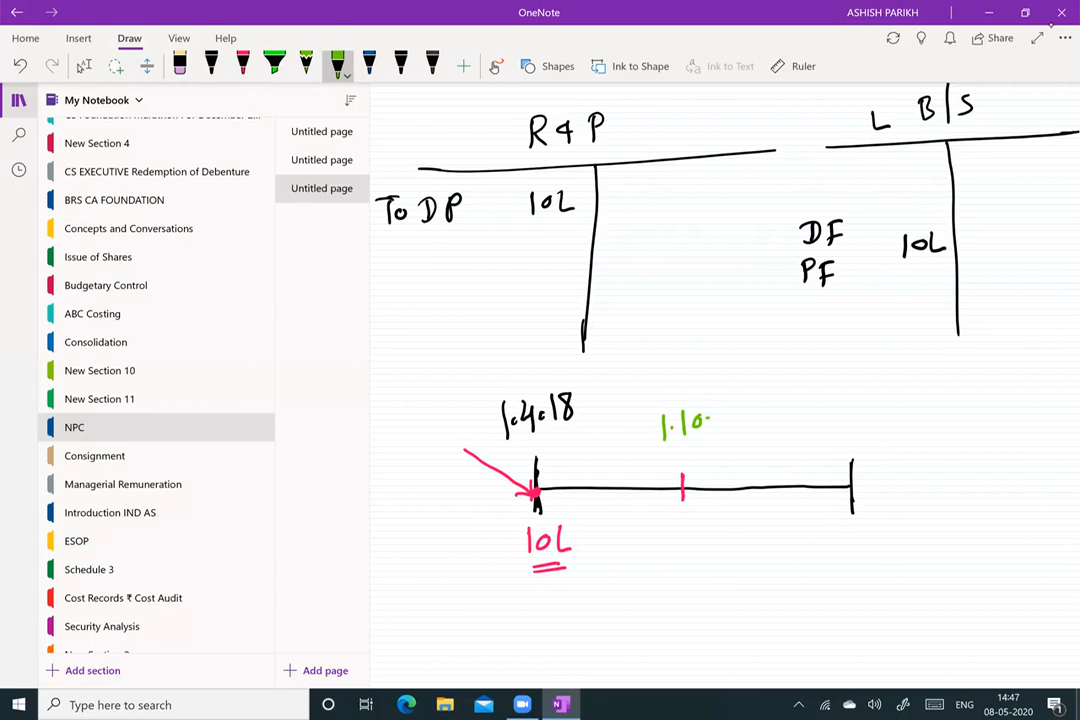 OneNote
ASHISH PARIKH
Home
Insert
Draw
View
Help
Share
Shapes
Ink to Shape
Ink to Text
Ruler
My Notebook
New Section 4
CS EXECUTIVE Redemption of Debenture
BRS CA FOUNDATION
Concepts and Conversations
Issue of Shares
Budgetary Control
ABC Costing
Consolidation
New Section 10
New Section 11
NPC
Consignment
Managerial Remuneration
Introduction IND AS
ESOP
Schedule 3
Cost Records ₹ Cost Audit
Security Analysis
Add section
Untitled page
Untitled page
Untitled page
Add page
R & P
To DP 10L
L B/S
DF 10L
PF
1.4.18
1.10.
10L
Type here to search
ENG
14:47
08-05-2020
1